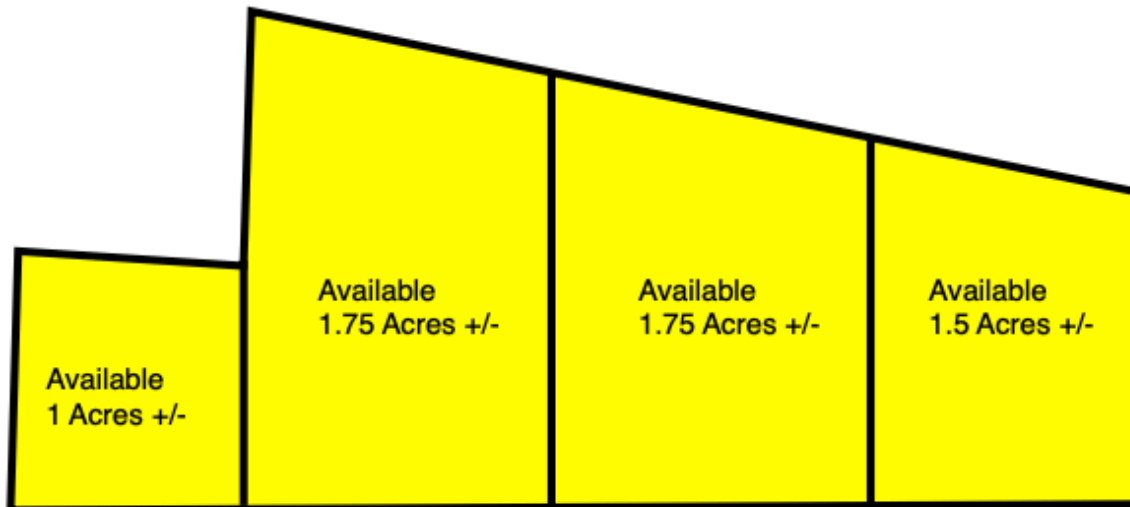 Available
1 Acres +/-
Available
1.75 Acres +/-
Available
1.75 Acres +/-
Available
1.5 Acres +/-